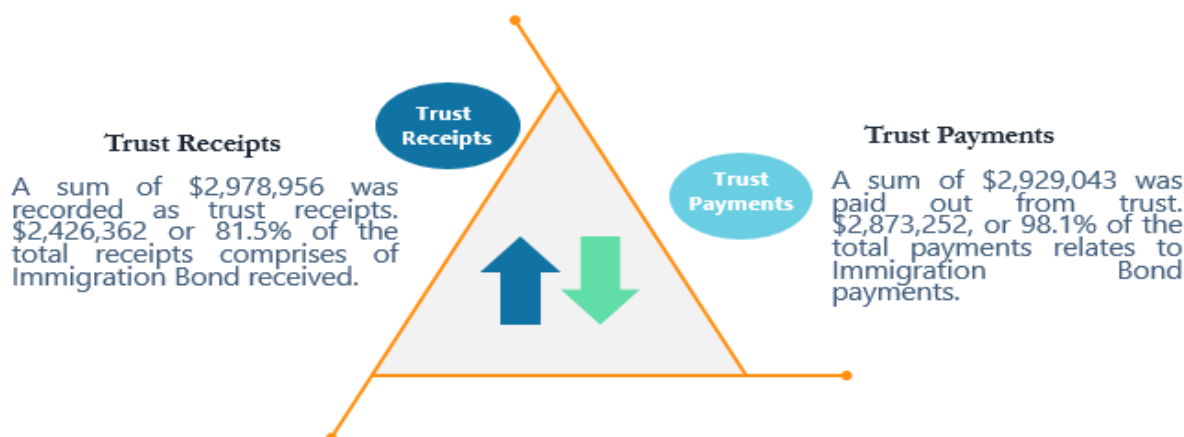 Trust Receipts
A sum of $2,978,956 was
recorded as trust receipts.
$2,426,362 or 81.5% of the
total receipts comprises of
Immigration Bond received.
Trust
Receipts
Trust
Payments
Trust Payments
A sum of $2,929,043 was
paid out from trust.
$2,873,252, or 98.1% of the
total payments relates to
Immigration Bond
payments.